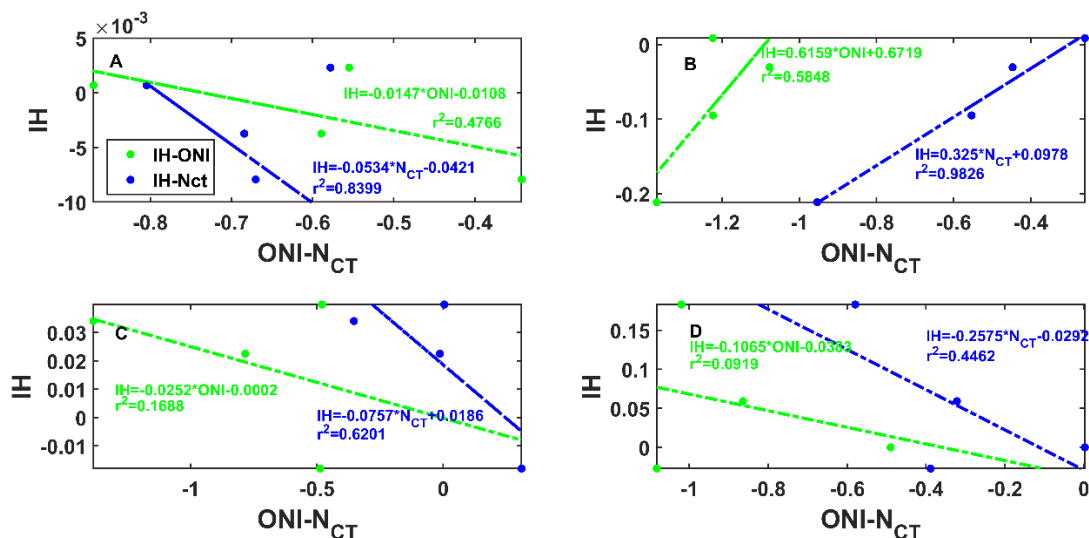 ×10⁻³
A
5
0
-5
-10
IH
IH=-0.0147*ONI-0.0108
r²=0.4766
IH-ONI
IH-Nct
IH=-0.0534*N_CT-0.0421
r²=0.8399
-0.8 -0.7 -0.6 -0.5 -0.4
ONI-N_CT
B
0
-0.1
-0.2
IH
IH=0.6159*ONI+0.6719
r²=0.5848
IH=0.325*N_CT+0.0978
r²=0.9826
-1.2 -1 -0.8 -0.6 -0.4
ONI-N_CT
C
0.03
0.02
0.01
0
-0.01
IH
IH=-0.0252*ONI-0.0002
r²=0.1688
IH=-0.0757*N_CT+0.0186
r²=0.6201
-1 -0.5 0
ONI-N_CT
D
0.15
0.1
0.05
0
IH
IH=-0.2575*N_CT-0.0292
r²=0.4462
IH=-0.1065*ONI-0.0383
r²=0.0919
-1 -0.8 -0.6 -0.4 -0.2 0
ONI-N_CT